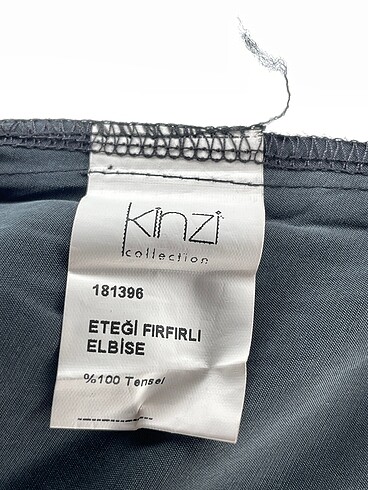 kinzi
collection
181396
ETEĞİ FIRFIRLI
ELBİSE
%100 Tensel